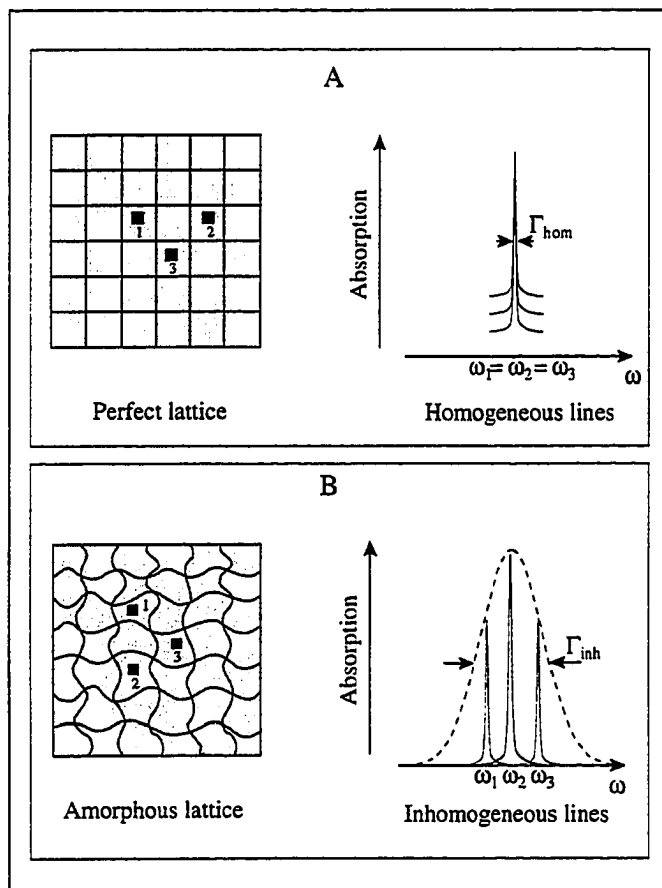 A
1
2
3
Absorption
Γhom
ω1= ω2= ω3
ω
Perfect lattice
Homogeneous lines
B
1
3
2
Absorption
Γinh
ω1 ω2 ω3
ω
Amorphous lattice
Inhomogeneous lines